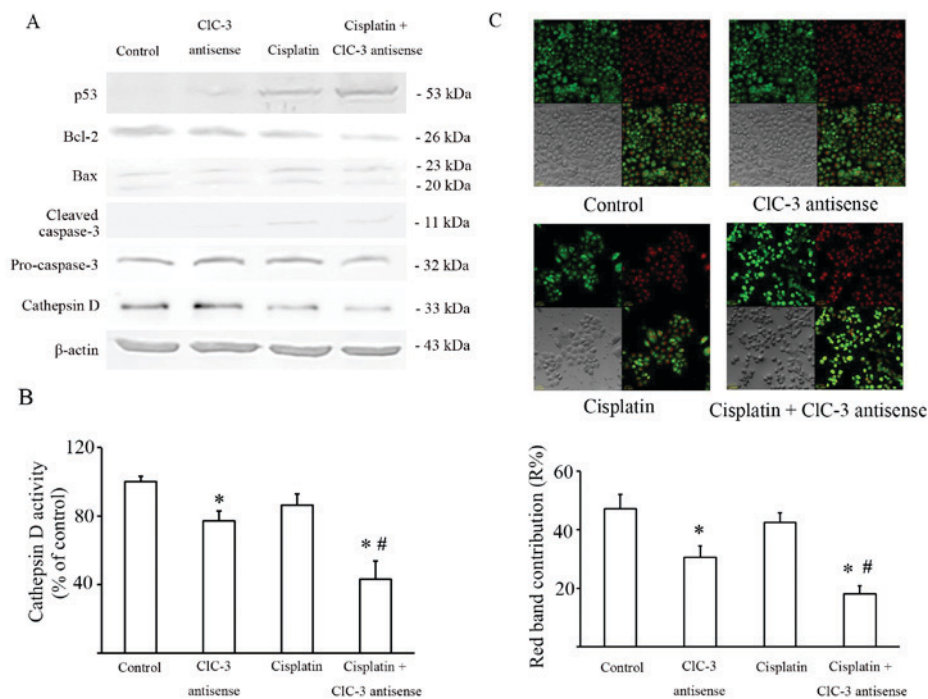 A
Control
ClC-3
antisense
Cisplatin
Cisplatin +
ClC-3 antisense
p53
- 53 kDa
Bcl-2
- 26 kDa
Bax
- 23 kDa
- 20 kDa
Cleaved
caspase-3
- 11 kDa
Pro-caspase-3
- 32 kDa
Cathepsin D
- 33 kDa
β-actin
- 43 kDa
B
Cathepsin D activity
(% of control)
120
80
40
*
* #
Control
ClC-3
antisense
Cisplatin
Cisplatin +
ClC-3 antisense
C
Control
ClC-3 antisense
Cisplatin
Cisplatin + ClC-3 antisense
Red band contribution (R%)
60
40
20
0
*
* #
Control
ClC-3
antisense
Cisplatin
Cisplatin +
ClC-3 antisense